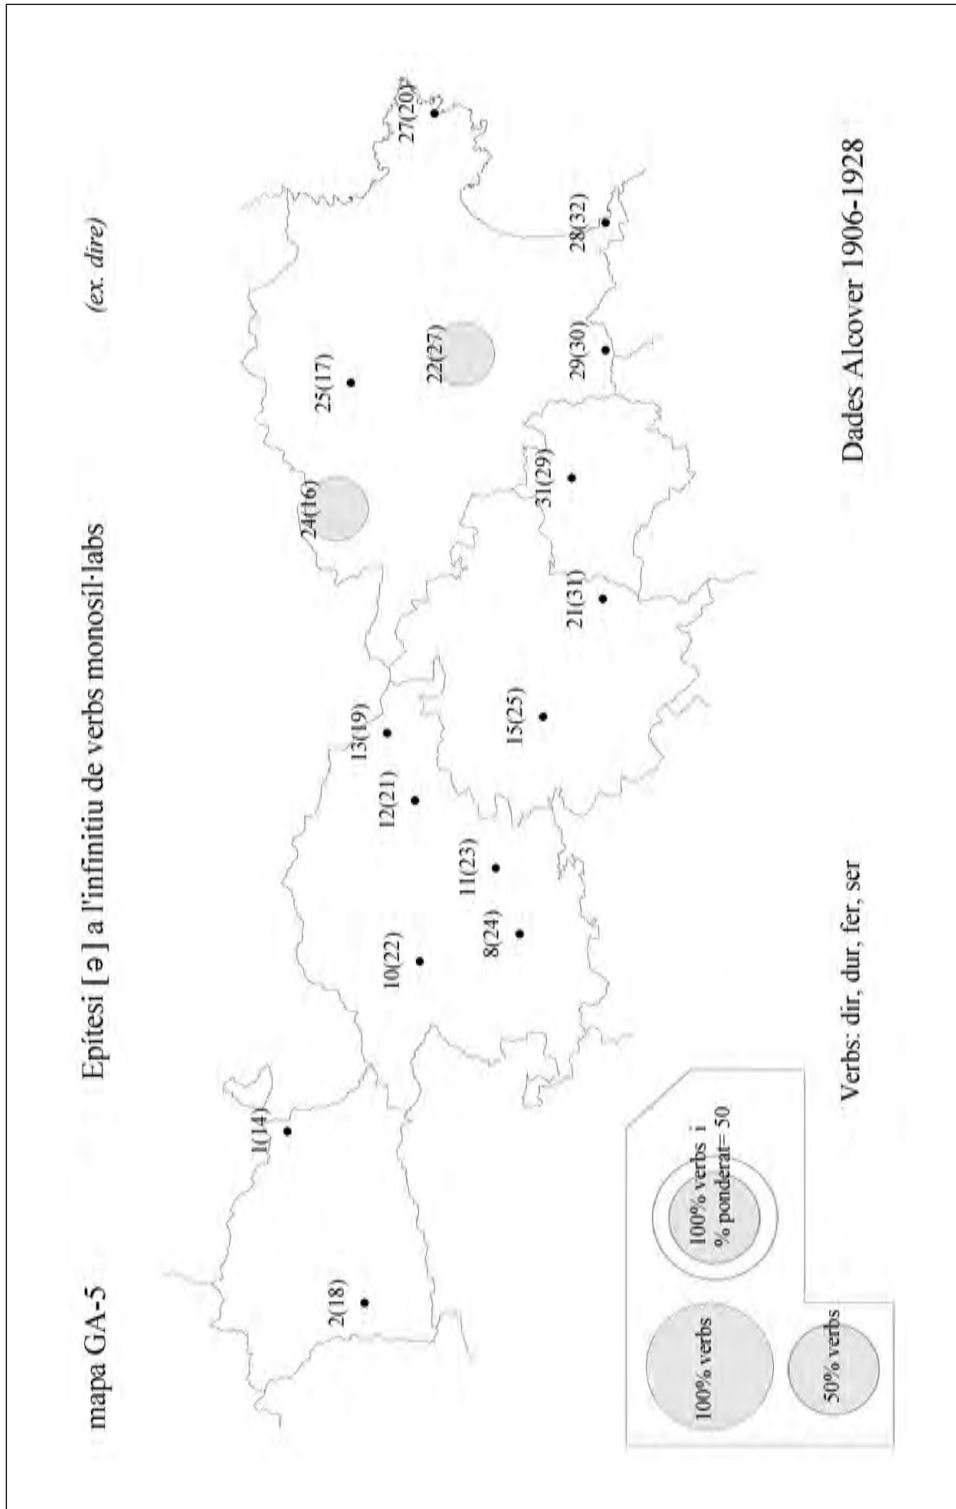 mapa GA-5
Epítesi [ə] a l'infinitiu de verbs monosíl·labs
(ex. dire)
1(14)
2(18)
10(22)
8(24)
11(23)
12(21)
13(19)
15(25)
21(31)
24(16)
25(17)
22(27)
31(29)
29(30)
28(32)
27(20)
100% verbs
100% verbs i
% ponderat= 50
50% verbs
Verbs: dir, dur, fer, ser
Dades Alcover 1906-1928